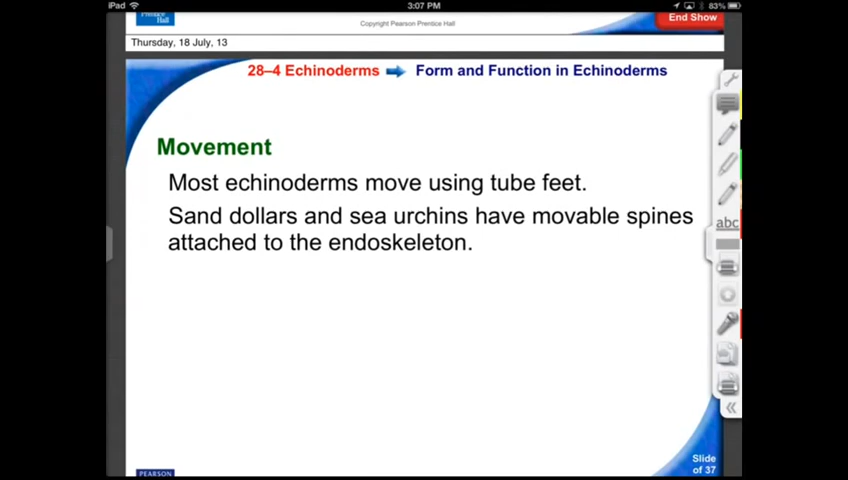 iPad 3:07 PM 83%
Hall
Copyright Pearson Prentice Hall
End Show
Thursday, 18 July, 13
28–4 Echinoderms Form and Function in Echinoderms
Movement
Most echinoderms move using tube feet.
Sand dollars and sea urchins have movable spines
attached to the endoskeleton.
abc
Slide
of 37
PEARSON